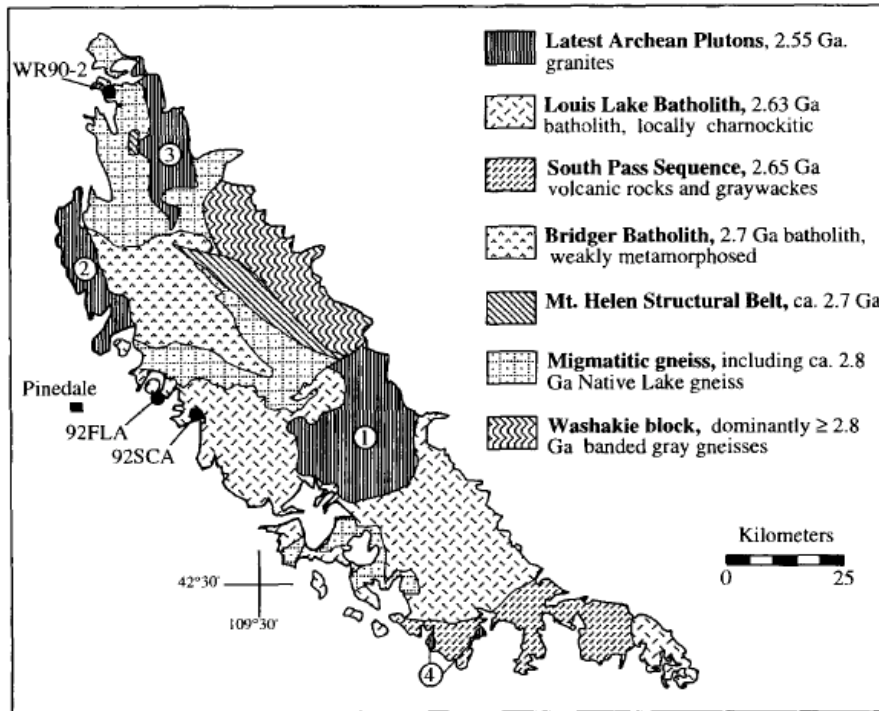 WR90-2
3
2
Pinedale
92FLA
92SCA
1
42°30'
109°30'
4
Latest Archean Plutons, 2.55 Ga.
granites
Louis Lake Batholith, 2.63 Ga
batholith, locally charnockitic
South Pass Sequence, 2.65 Ga
volcanic rocks and graywackes
Bridger Batholith, 2.7 Ga batholith,
weakly metamorphosed
Mt. Helen Structural Belt, ca. 2.7 Ga
Migmatitic gneiss, including ca. 2.8
Ga Native Lake gneiss
Washakie block, dominantly ≥ 2.8
Ga banded gray gneisses
Kilometers
0 25